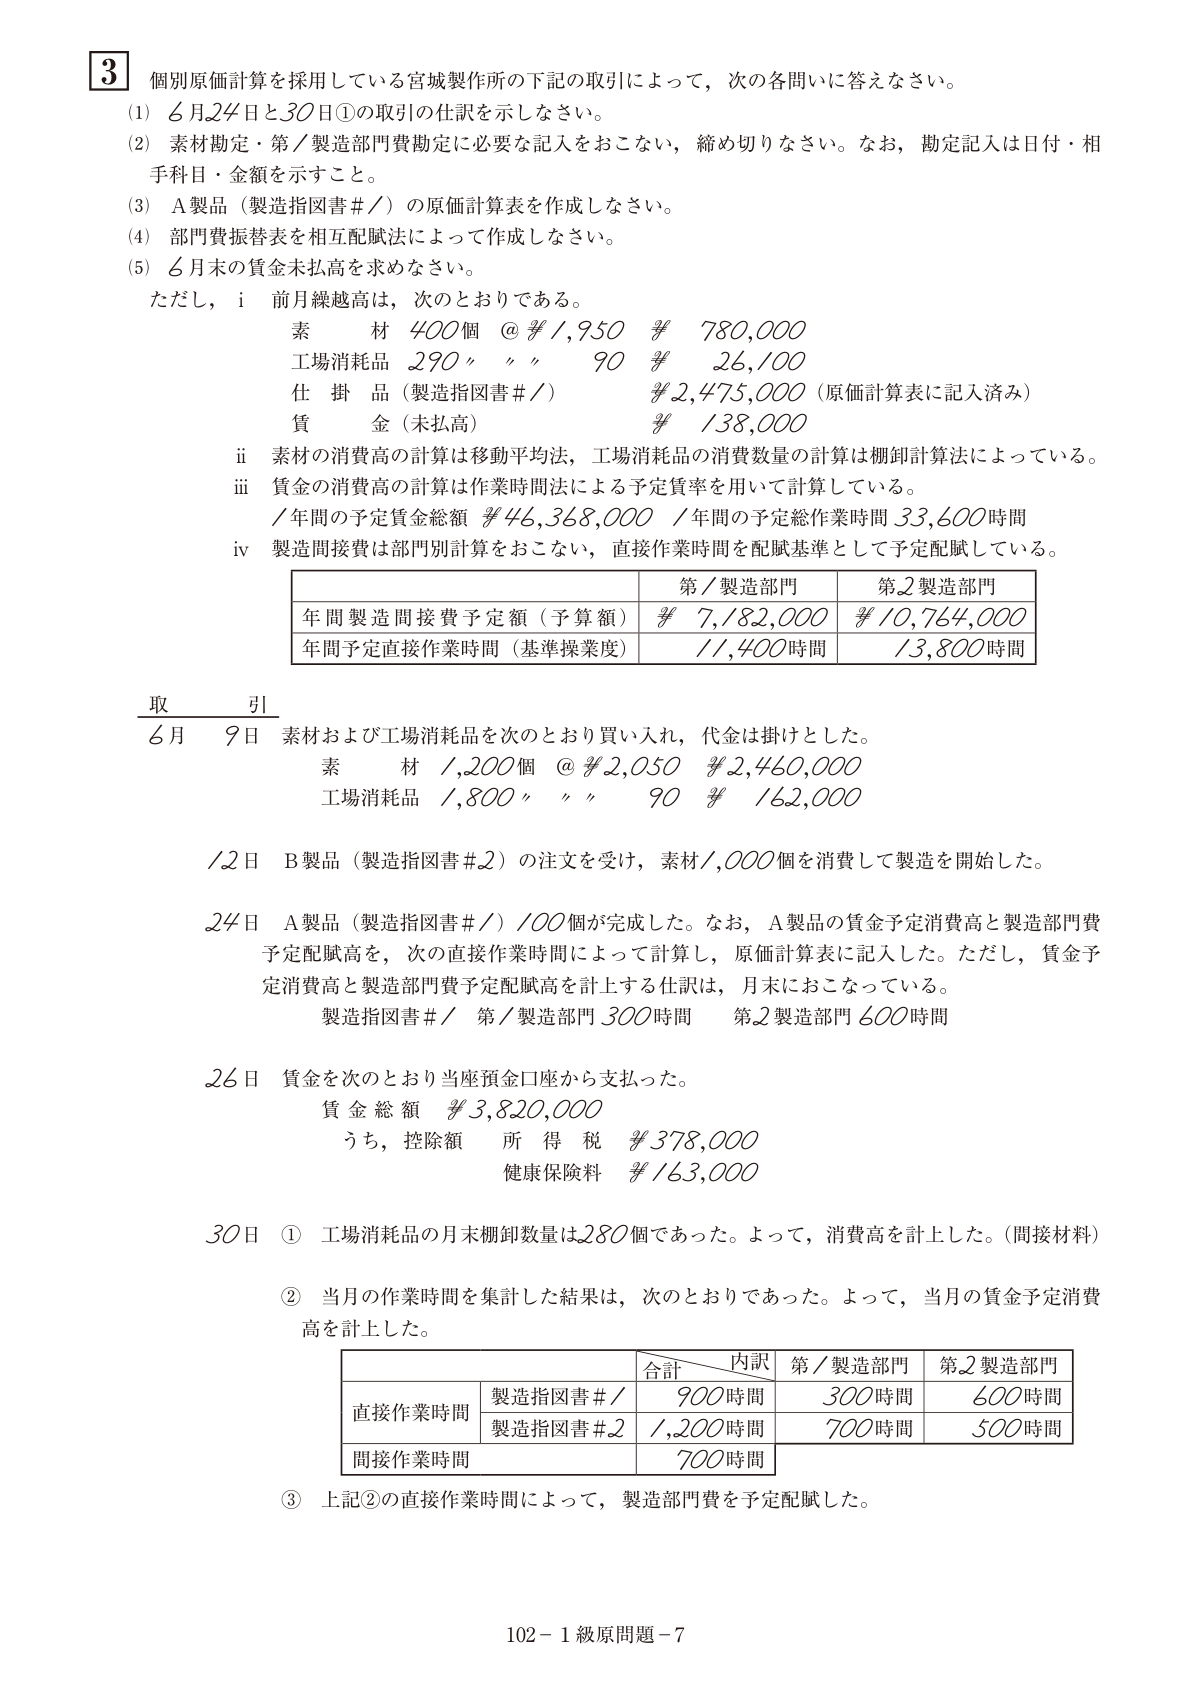 3 個別原価計算を採用している宮城製作所の下記の取引によって，次の各問いに答えなさい。
⑴ 6月24日と30日①の取引の仕訳を示しなさい。
⑵ 素材勘定・第1製造部門費勘定に必要な記入をおこない，締め切りなさい。なお，勘定記入は日付・相
手科目・金額を示すこと。
⑶ A製品（製造指図書＃1）の原価計算表を作成しなさい。
⑷ 部門費振替表を相互配賦法によって作成しなさい。
⑸ 6月末の賃金未払高を求めなさい。
ただし，ⅰ 前月繰越高は，次のとおりである。
素材 400個 @¥1,950 ¥ 780,000
工場消耗品 290〃 〃〃 90 ¥ 26,100
仕掛品（製造指図書＃1） ¥2,475,000（原価計算表に記入済み）
賃金（未払高） ¥ 138,000
ⅱ 素材の消費高の計算は移動平均法，工場消耗品の消費数量の計算は棚卸計算法によっている。
ⅲ 賃金の消費高の計算は作業時間法による予定賃率を用いて計算している。
1年間の予定賃金総額 ¥46,368,000 1年間の予定総作業時間 33,600時間
ⅳ 製造間接費は部門別計算をおこない，直接作業時間を配賦基準として予定配賦している。
第1製造部門 第2製造部門
年間製造間接費予定額（予算額） ¥ 7,182,000 ¥10,764,000
年間予定直接作業時間（基準操業度） 11,400時間 13,800時間
取引
6月 9日 素材および工場消耗品を次のとおり買い入れ，代金は掛けとした。
素材 1,200個 @¥2,050 ¥2,460,000
工場消耗品 1,800〃 〃〃 90 ¥ 162,000
12日 B製品（製造指図書＃2）の注文を受け，素材1,000個を消費して製造を開始した。
24日 A製品（製造指図書＃1）100個が完成した。なお，A製品の賃金予定消費高と製造部門費
予定配賦高を，次の直接作業時間によって計算し，原価計算表に記入した。ただし，賃金予
定消費高と製造部門費予定配賦高を計上する仕訳は，月末におこなっている。
製造指図書＃1 第1製造部門 300時間 第2製造部門 600時間
26日 賃金を次のとおり当座預金口座から支払った。
賃金総額 ¥3,820,000
うち，控除額 所得税 ¥378,000
健康保険料 ¥163,000
30日 ① 工場消耗品の月末棚卸数量は280個であった。よって，消費高を計上した。（間接材料）
② 当月の作業時間を集計した結果は，次のとおりであった。よって，当月の賃金予定消費
高を計上した。
合計 内訳 第1製造部門 第2製造部門
直接作業時間 製造指図書＃1 900時間 300時間 600時間
製造指図書＃2 1,200時間 700時間 500時間
間接作業時間 700時間
③ 上記②の直接作業時間によって，製造部門費を予定配賦した。
102－1級原問題－7